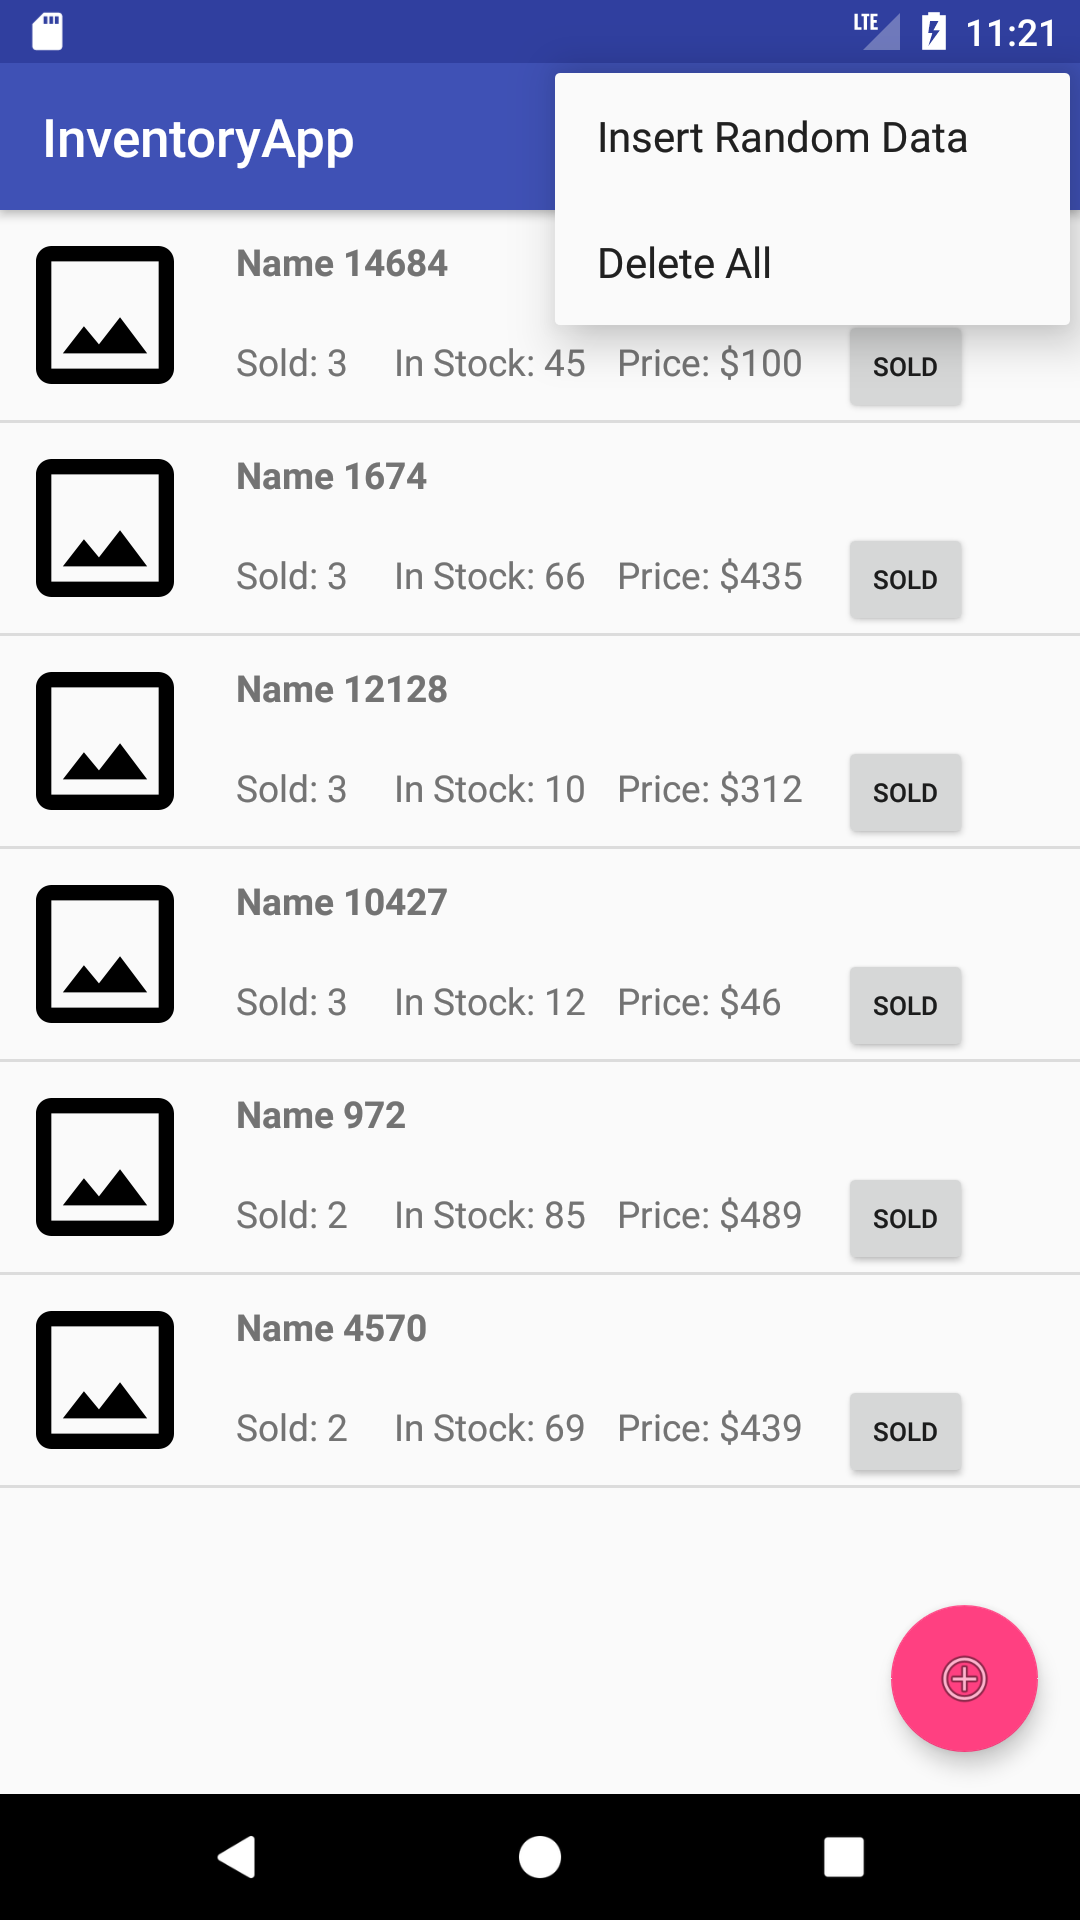 LTE 11:21
InventoryApp
Insert Random Data
Delete All
Name 14684
Sold: 3 In Stock: 45 Price: $100 SOLD
Name 1674
Sold: 3 In Stock: 66 Price: $435 SOLD
Name 12128
Sold: 3 In Stock: 10 Price: $312 SOLD
Name 10427
Sold: 3 In Stock: 12 Price: $46 SOLD
Name 972
Sold: 2 In Stock: 85 Price: $489 SOLD
Name 4570
Sold: 2 In Stock: 69 Price: $439 SOLD